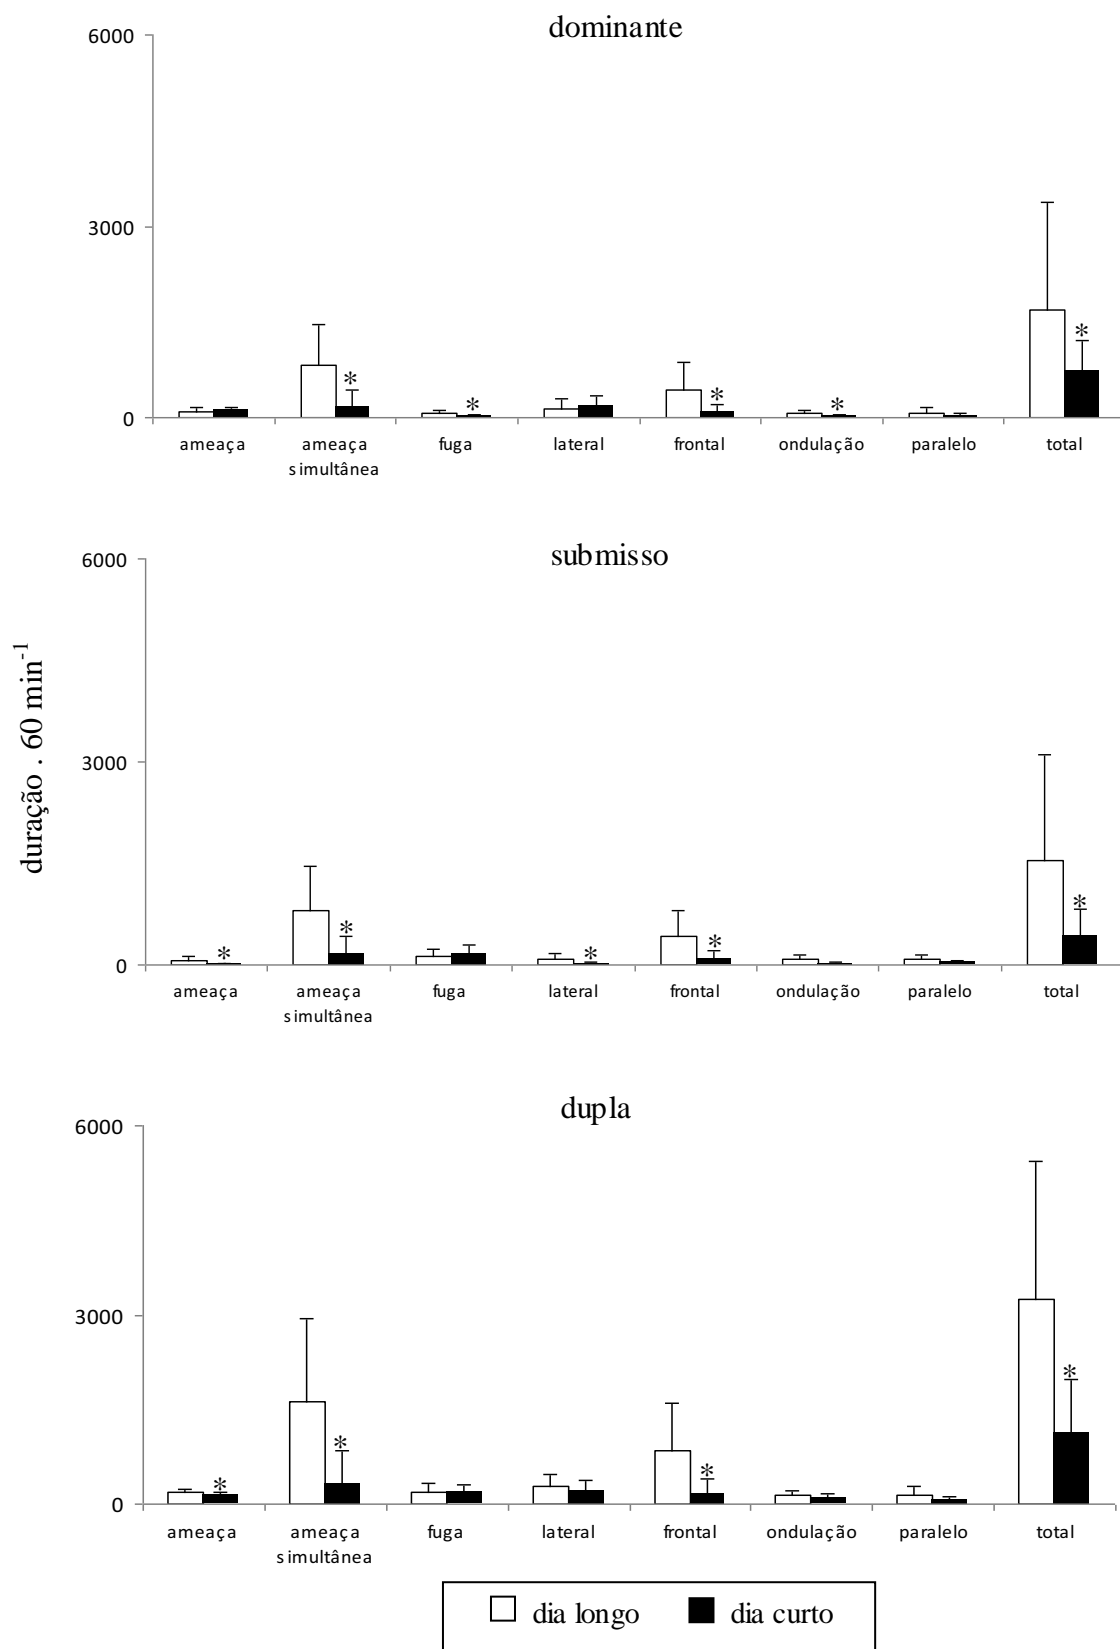 dominante
6000
3000
0
*
*
*
*
*
ameaça
ameaça
simultânea
fuga
lateral
frontal
ondulação
paralelo
total
submisso
duração . 60 min⁻¹
6000
3000
0
*
*
*
*
*
ameaça
ameaça
simultânea
fuga
lateral
frontal
ondulação
paralelo
total
dupla
6000
3000
0
*
*
*
*
ameaça
ameaça
simultânea
fuga
lateral
frontal
ondulação
paralelo
total
dia longo
dia curto